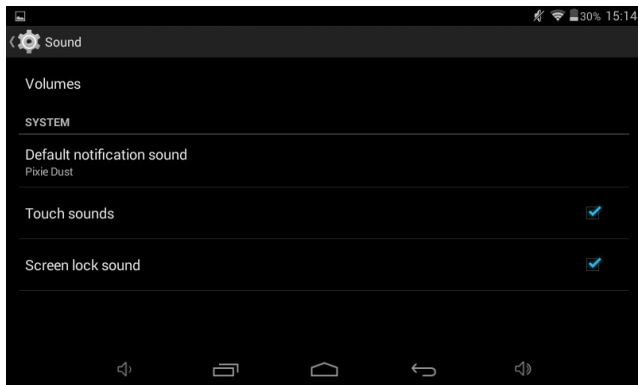 30% 15:14
Sound
Volumes
SYSTEM
Default notification sound
Pixie Dust
Touch sounds
Screen lock sound